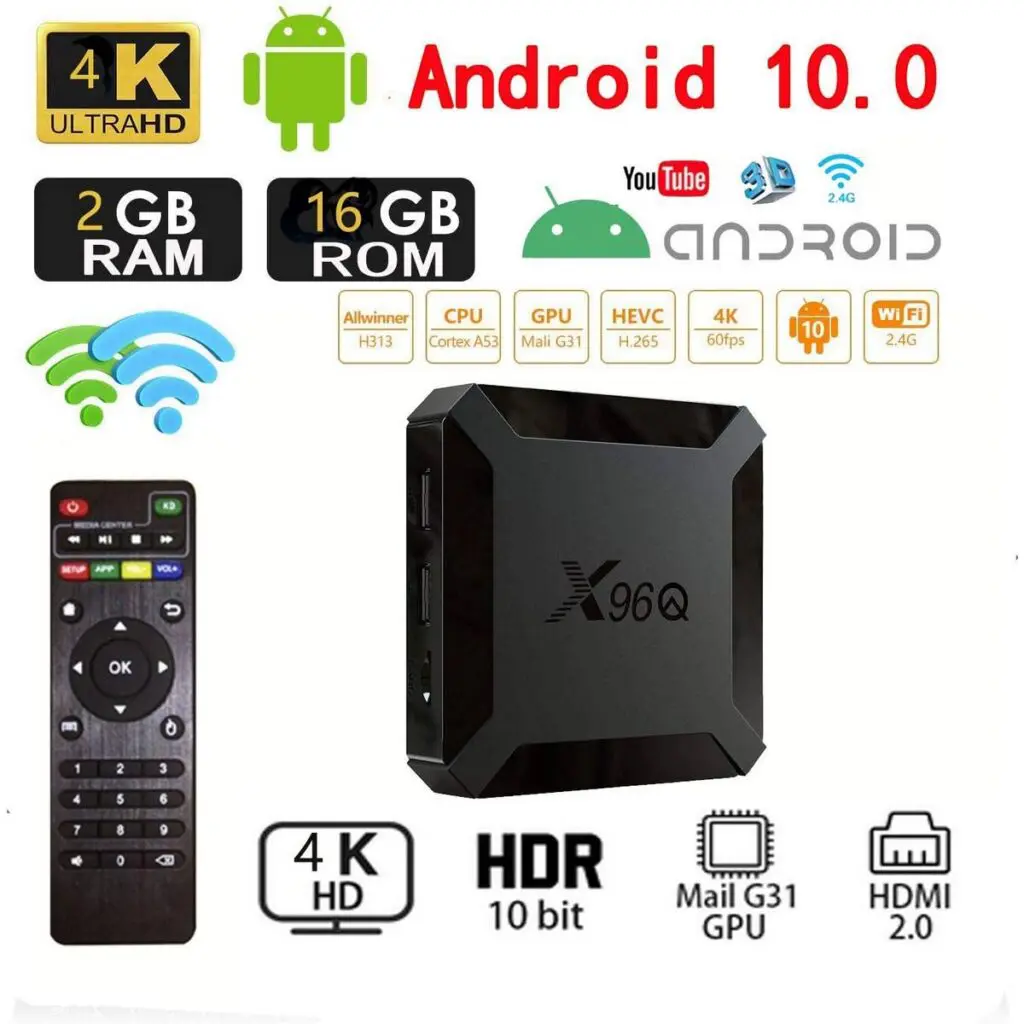 4K
ULTRAHD
Android 10.0
2 GB
RAM
16 GB
ROM
YouTube
3D
2.4G
ANDROID
Allwinner
H313
CPU
Cortex A53
GPU
Mali G31
HEVC
H.265
4K
60fps
10
WiFi
2.4G
X96Q
KD
MEDIA CENTER
SETUP
APP
VOL-
VOL+
OK
1 2 3
4 5 6
7 8 9
0
4K
HD
HDR
10 bit
Mail G31
GPU
HDMI
2.0